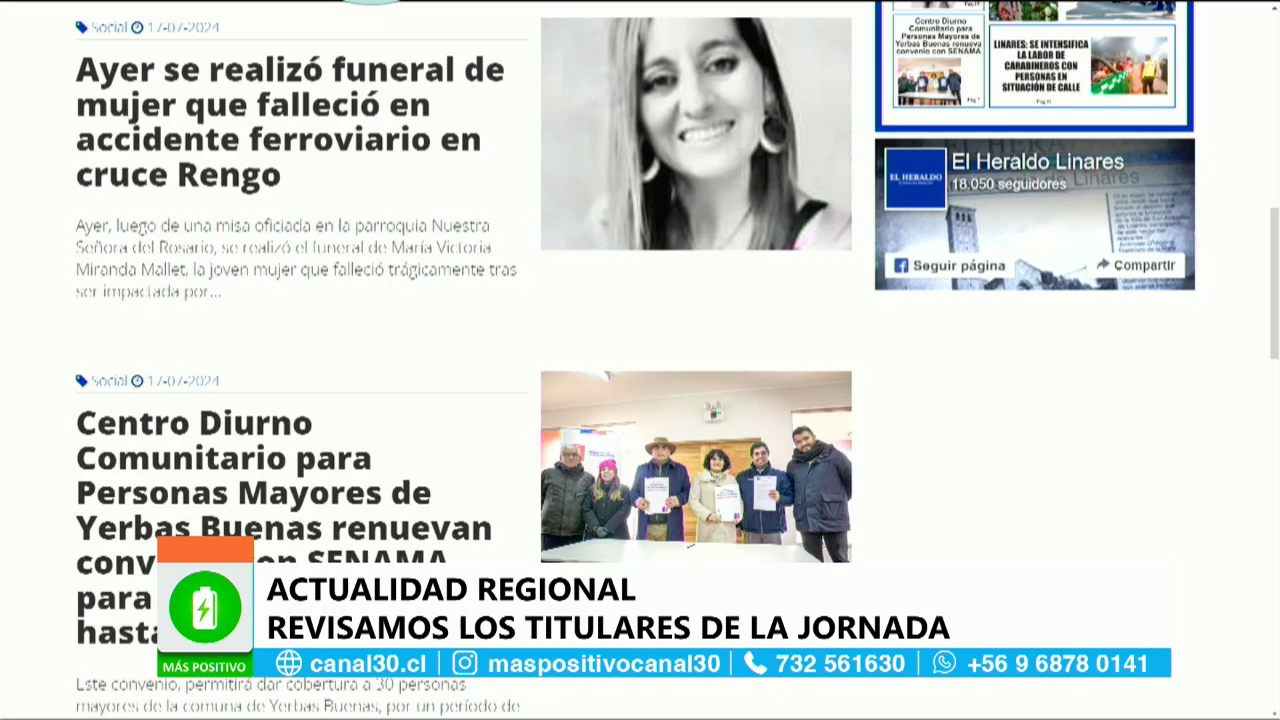 Social 17-07-2024
Ayer se realizó funeral de
mujer que falleció en
accidente ferroviario en
cruce Rengo
Ayer, luego de una misa oficiada en la parroquia Nuestra
Señora del Rosario, se realizó el funeral de María Victoria
Miranda Mallet, la joven mujer que falleció trágicamente tras
ser impactada por...
Centro Diurno
Comunitario para
Personas Mayores de
Yerbas Buenas renueva
convenio con SENAMA
LINARES: SE INTENSIFICA
LA LABOR DE
CARABINEROS CON
PERSONAS EN
SITUACIÓN DE CALLE
EL HERALDO
El Heraldo Linares
18.050 seguidores
Seguir página
Compartir
Social 17-07-2024
Centro Diurno
Comunitario para
Personas Mayores de
Yerbas Buenas renuevan
conv on SENAMA
para
hasta
Este convenio, permitirá dar cobertura a 30 personas
mayores de la comuna de Yerbas Buenas, por un período de
ACTUALIDAD REGIONAL
REVISAMOS LOS TITULARES DE LA JORNADA
MÁS POSITIVO
canal30.cl | maspositivocanal30 | 732 561630 | +56 9 6878 0141